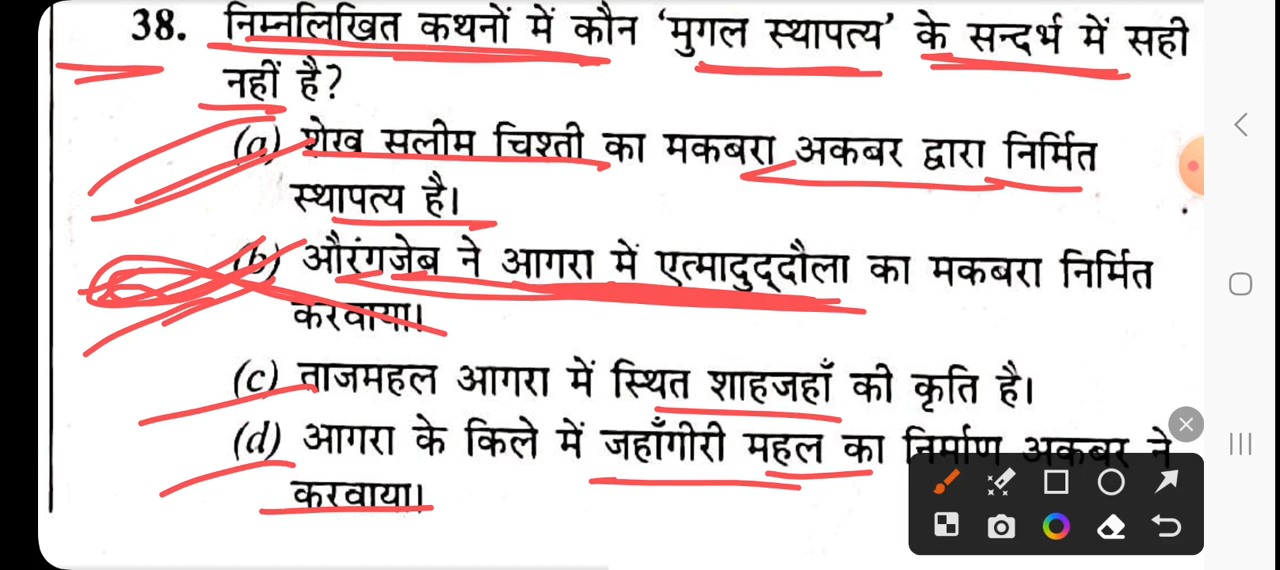 38. निम्नलिखित कथनों में कौन 'मुगल स्थापत्य' के सन्दर्भ में सही
नहीं है?
(a) शेख सलीम चिश्ती का मकबरा अकबर द्वारा निर्मित
स्थापत्य है।
(b) औरंगजेब ने आगरा में एत्मादुद्दौला का मकबरा निर्मित
करवाया।
(c) ताजमहल आगरा में स्थित शाहजहाँ की कृति है।
(d) आगरा के किले में जहाँगीरी महल का निर्माण अकबर ने
करवाया।